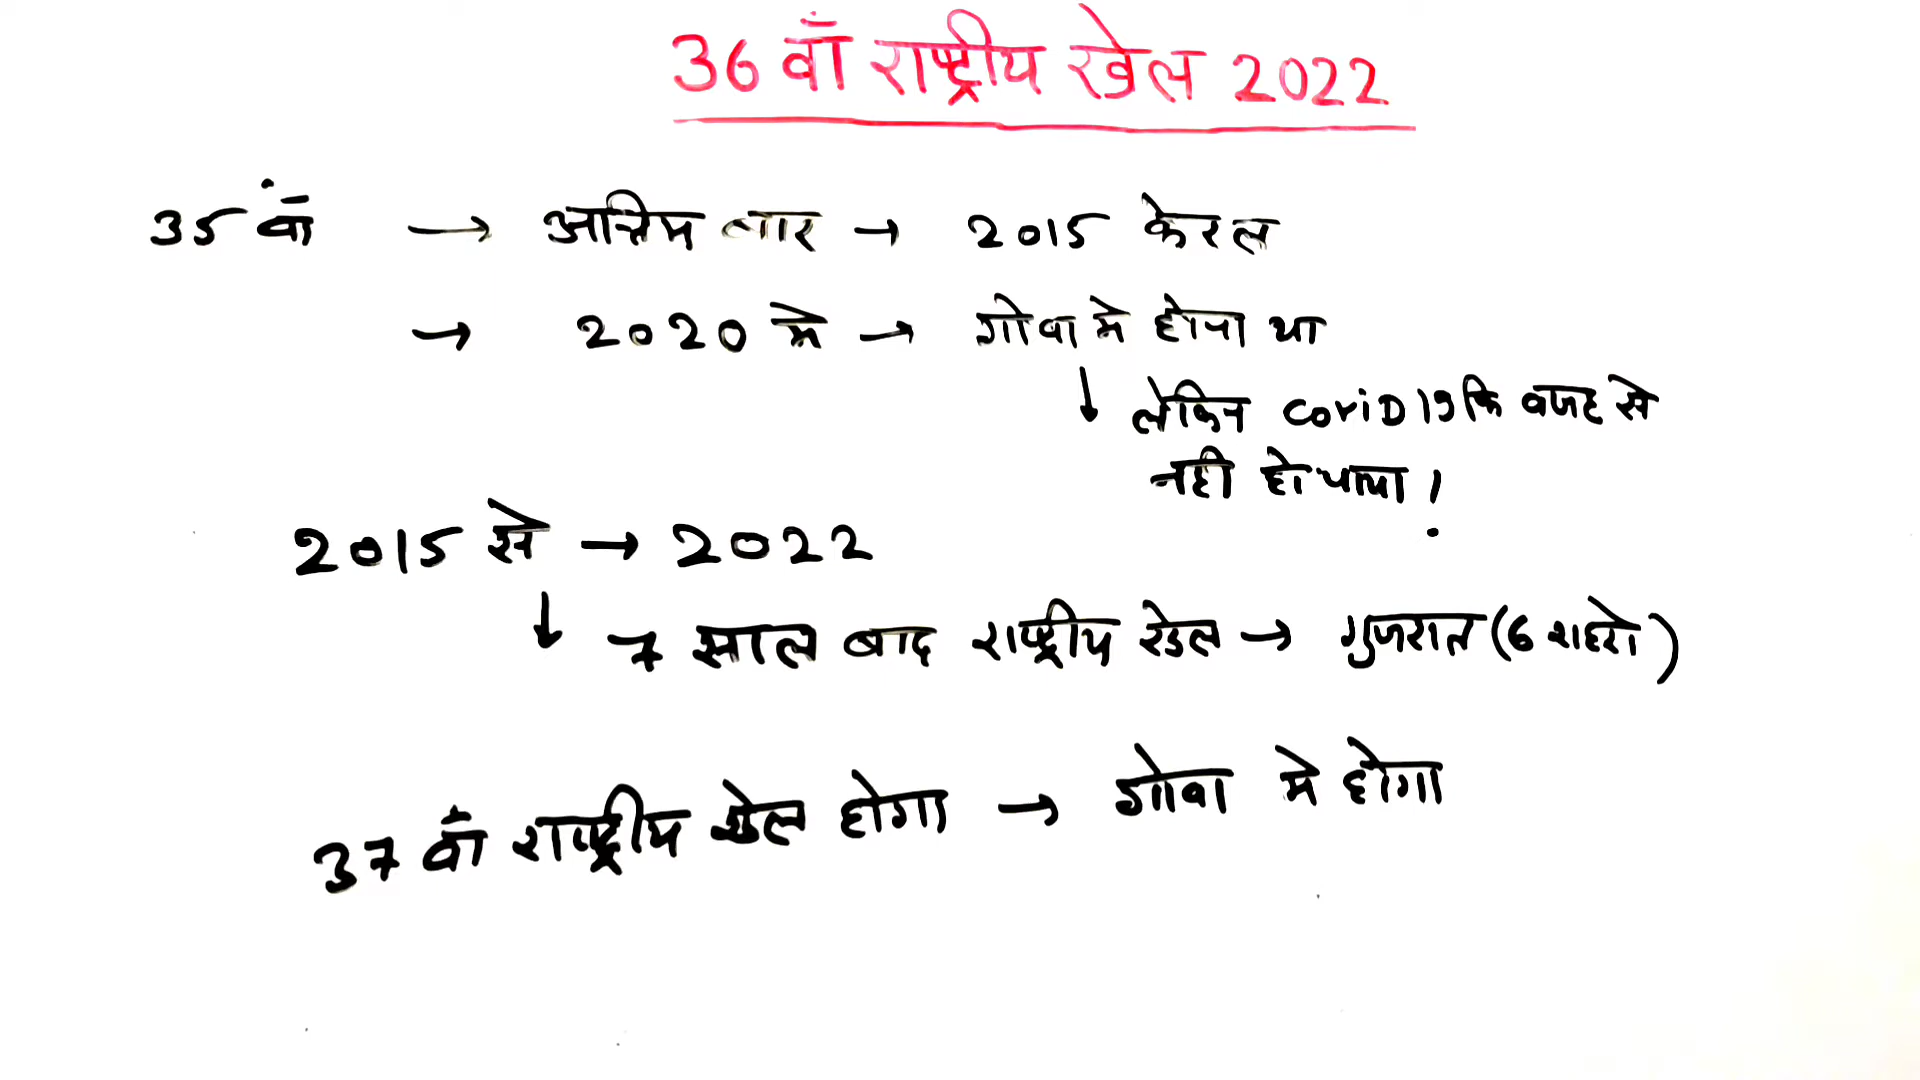 36 वाँ राष्ट्रीय खेल 2022
35 वाँ → अन्तिम बार → 2015 केरल
→ 2020 मे → गोवा मे होना था
↓ लेकिन COVID 19 कि वजह से
नही हो पाया !
2015 से → 2022
↓ 7 साल बाद राष्ट्रीय खेल → गुजरात (6 शहरो)
37 वाँ राष्ट्रीय खेल होगा → गोवा मे होगा